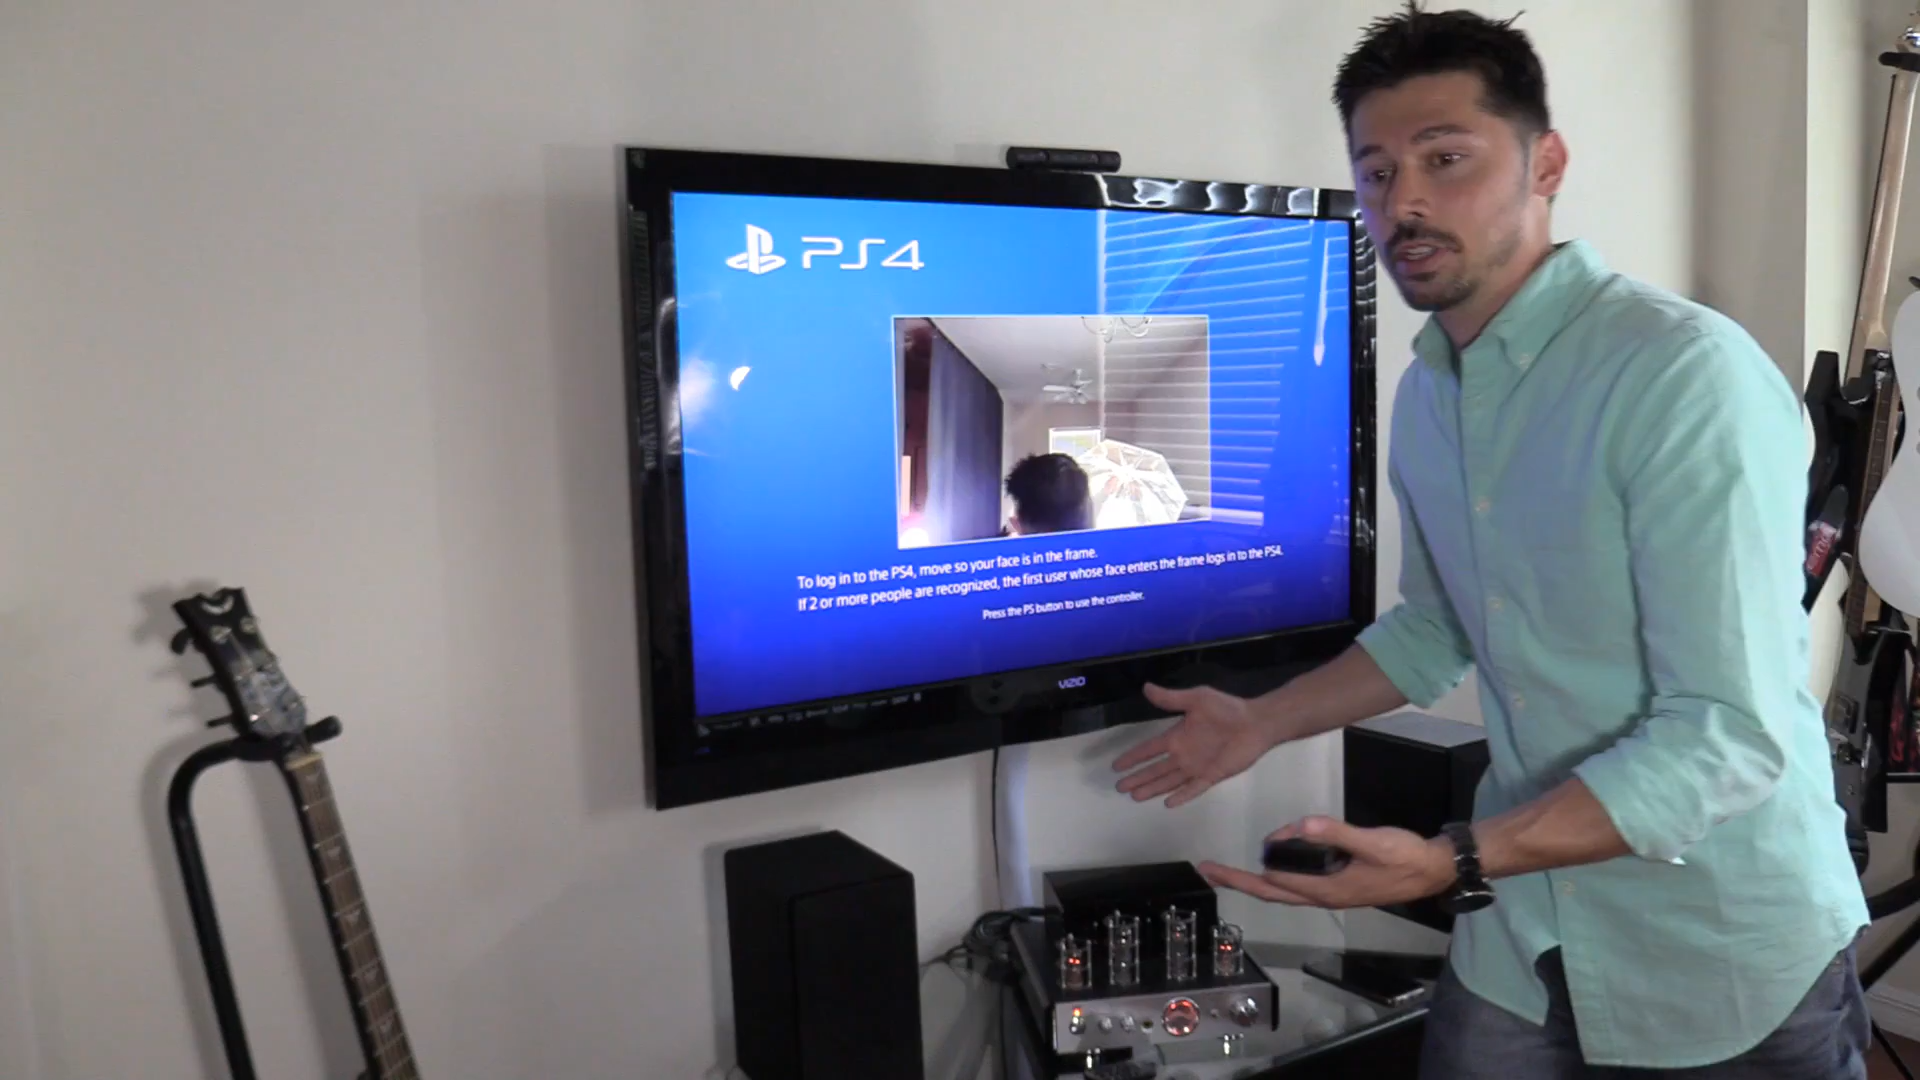 PS4
To log in to the PS4, move so your face is in the frame.
If 2 or more people are recognized, the first user whose face enters the frame logs in to the PS4.
Press the PS button to use the controller.
VIZIO